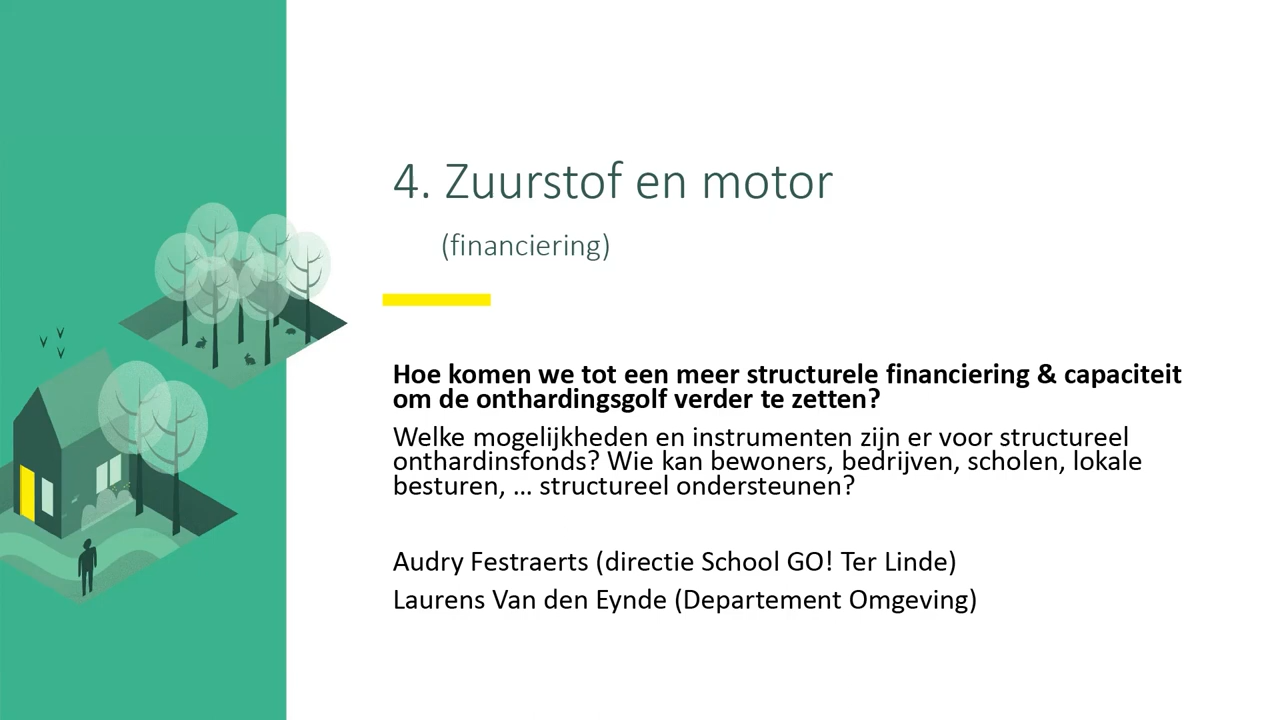 4. Zuurstof en motor
(financiering)
Hoe komen we tot een meer structurele financiering & capaciteit
om de onthardingsgolf verder te zetten?
Welke mogelijkheden en instrumenten zijn er voor structureel
onthardinsfonds? Wie kan bewoners, bedrijven, scholen, lokale
besturen, … structureel ondersteunen?
Audry Festraerts (directie School GO! Ter Linde)
Laurens Van den Eynde (Departement Omgeving)